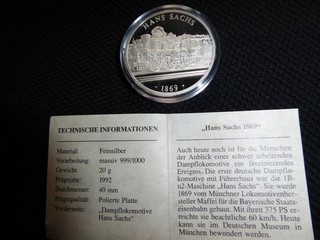 HANS SACHS
· 1869 ·
TECHNISCHE INFORMATIONEN
Material: Feinsilber
Verarbeitung: massiv 999/1000
Gewicht: 20 g
Prägejahr: 1992
Durchmesser: 40 mm
Prägequalität: Polierte Platte
Vorderseite: „Dampflokomotive
Hans Sachs"
„Hans Sachs 1869"
Auch heute noch ist für die Menschen
der Anblick einer schwer arbeitenden
Dampflokomotive ein faszinierendes
Ereignis. Die erste deutsche Dampflo-
komotive mit Führerhaus war die 1B-
n2-Maschine „Hans Sachs". Sie wurde
1869 vom Münchner Lokomotivenher-
steller Maffei für die Bayerische Staats-
eisenbahn gebaut. Mit ihren 375 PS er-
reichte sie beachtliche 60 km/h. Heute
kann sie im Deutschen Museum in
München bewundert werden.